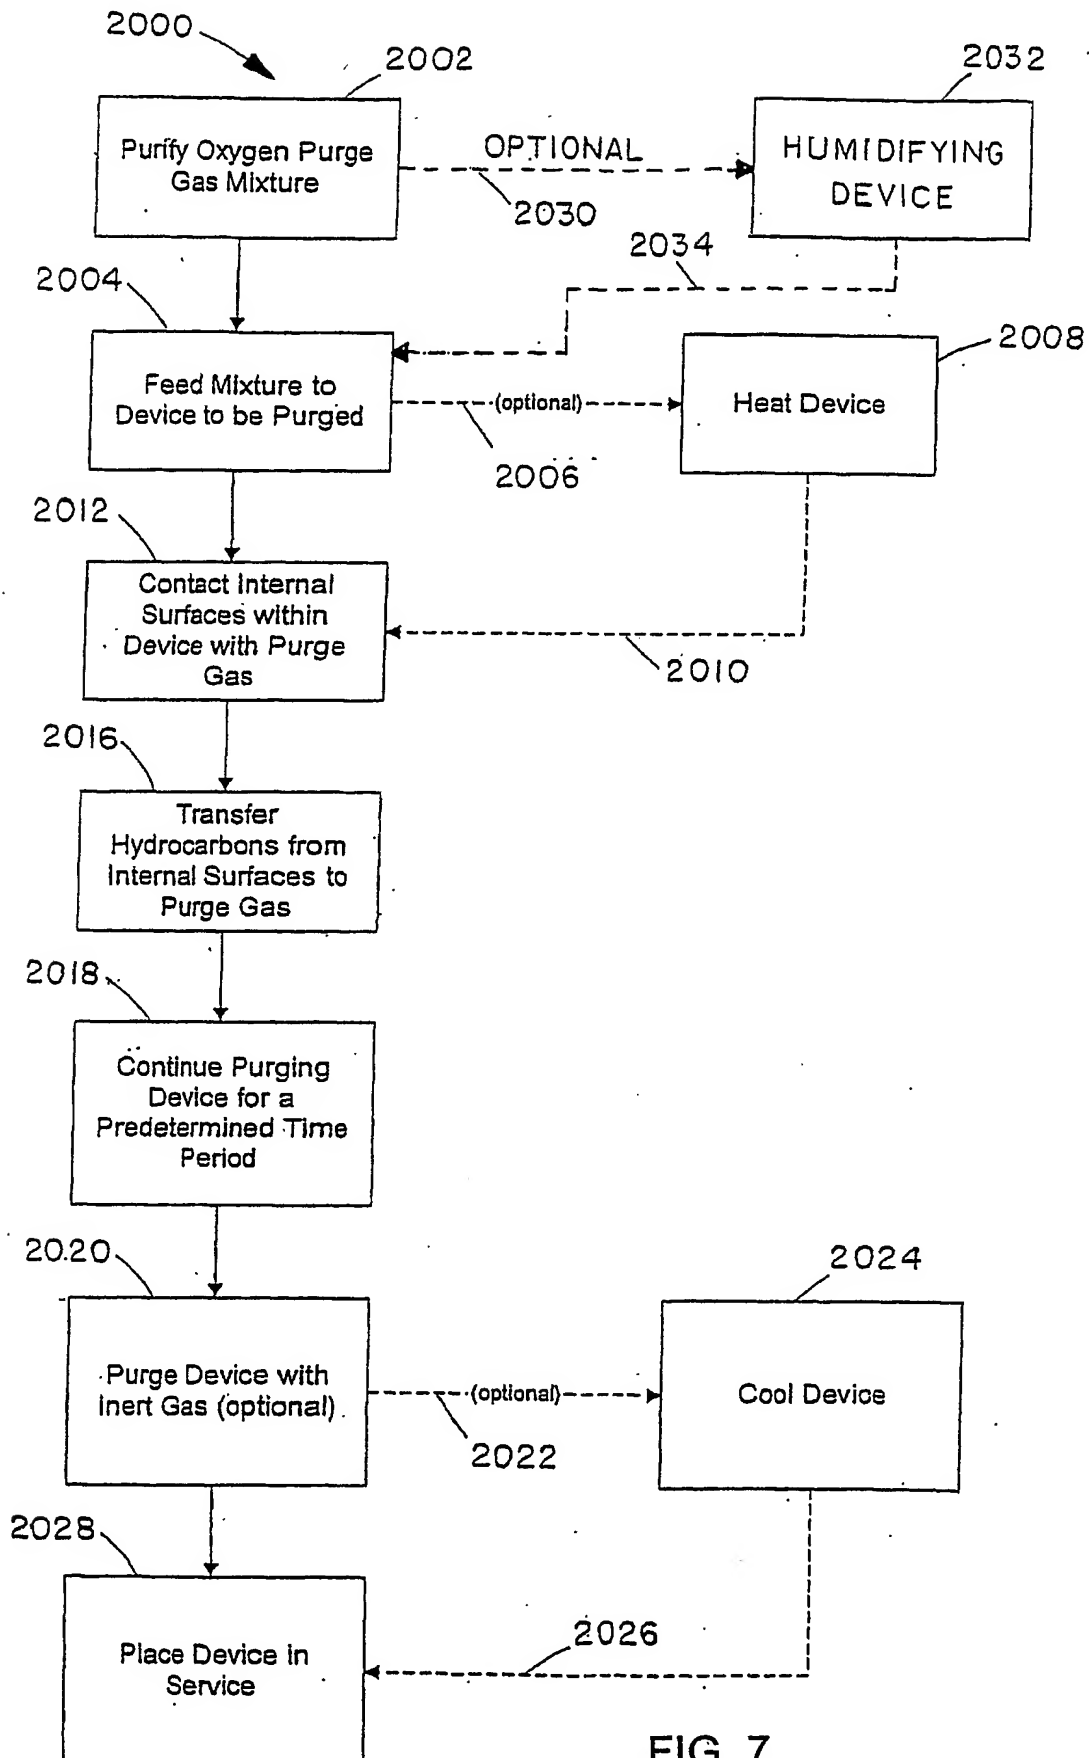 2000
2002
2032
Purify Oxygen Purge
Gas Mixture
OPTIONAL
2030
HUMIDIFYING
DEVICE
2034
2004
2008
Feed Mixture to
Device to be Purged
(optional)
2006
Heat Device
2012
Contact Internal
Surfaces within
Device with Purge
Gas
2010
2016
Transfer
Hydrocarbons from
Internal Surfaces to
Purge Gas
2018
Continue Purging
Device for a
Predetermined Time
Period
2020
2024
Purge Device with
Inert Gas (optional)
(optional)
2022
Cool Device
2028
2026
Place Device in
Service
FIG. 7